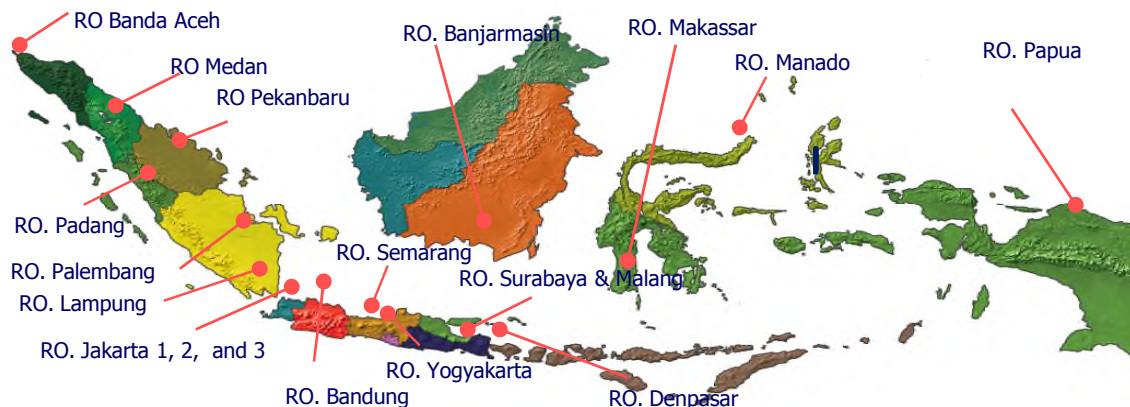 RO Banda Aceh
RO. Banjarmasin
RO. Makassar
RO. Papua
RO Medan
RO. Manado
RO Pekanbaru
RO. Padang
RO. Semarang
RO. Palembang
RO. Surabaya & Malang
RO. Lampung
RO. Jakarta 1, 2, and 3
RO. Yogyakarta
RO. Bandung
RO. Denpasar